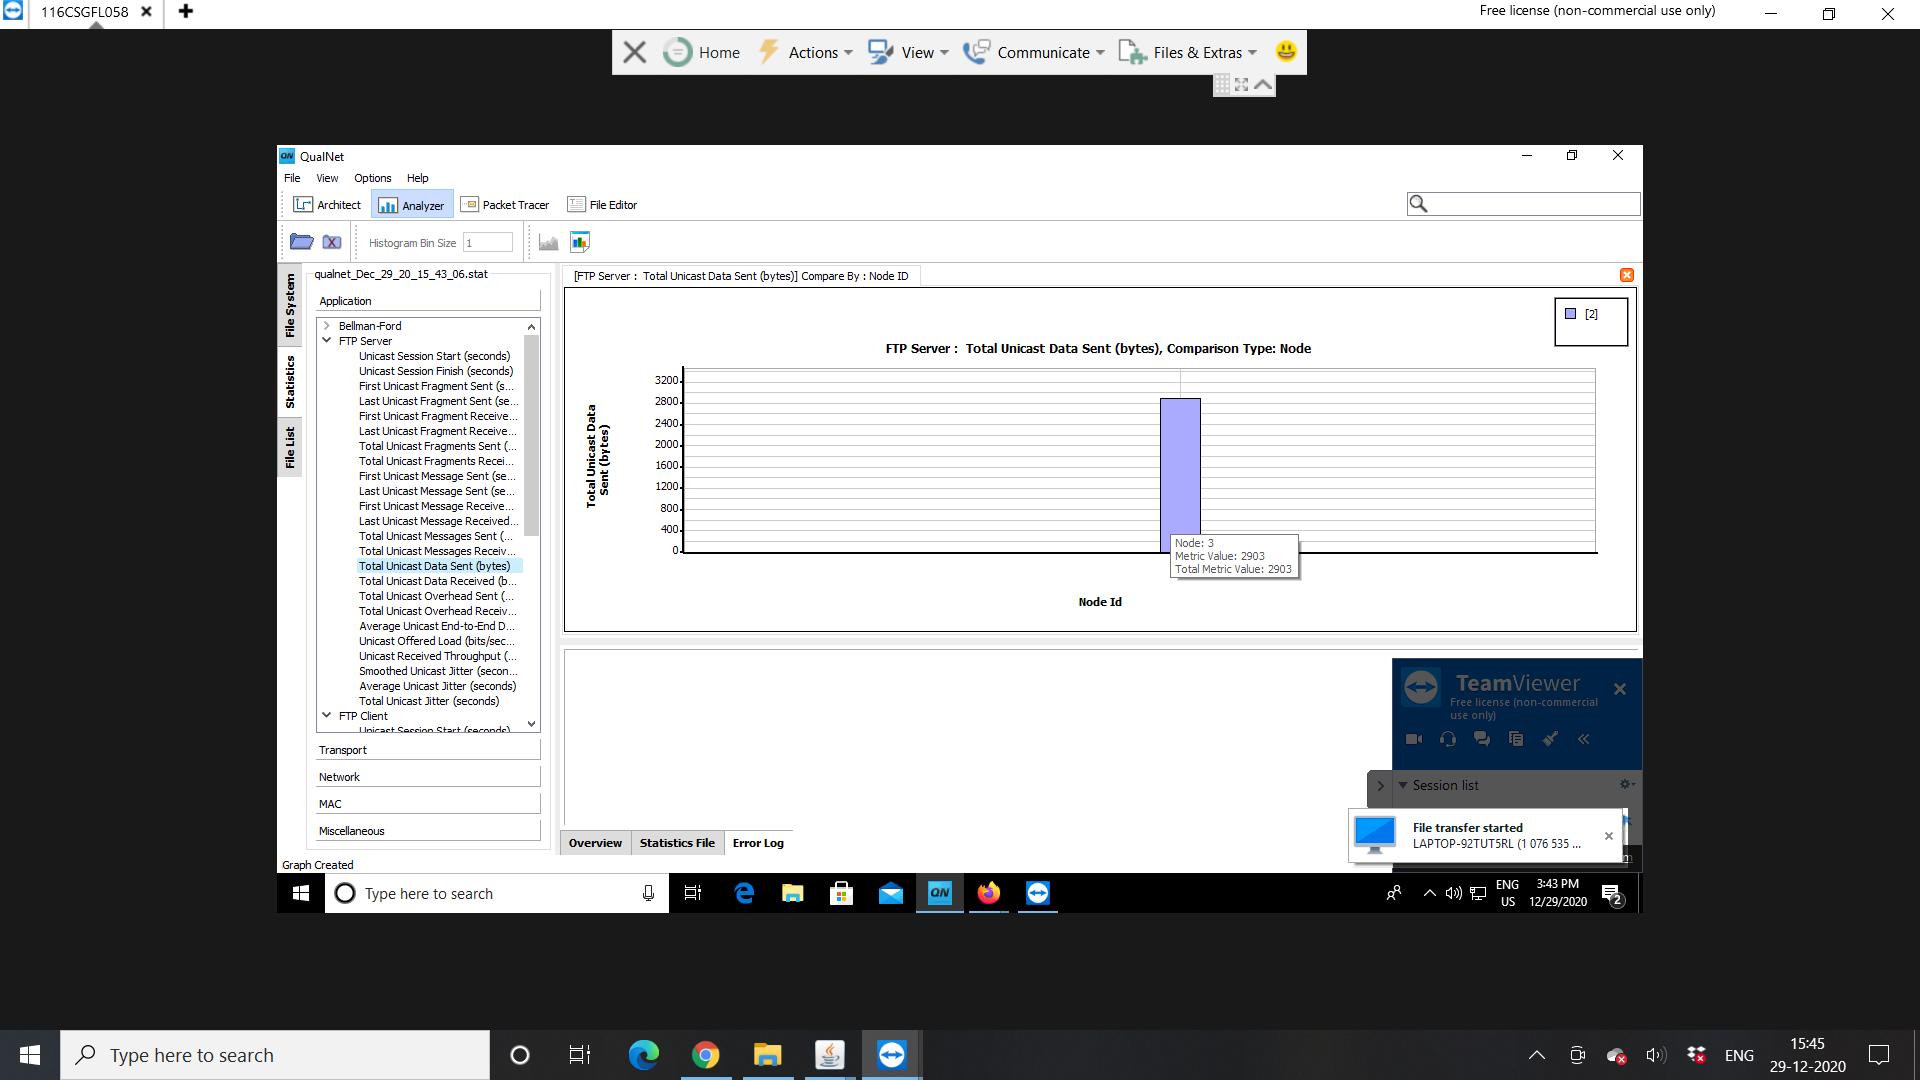 116CSGFL058
Free license (non-commercial use only)
Home
Actions
View
Communicate
Files & Extras
QN
QualNet
File
View
Options
Help
Architect
Analyzer
Packet Tracer
File Editor
Histogram Bin Size
1
File System
Statistics
File List
qualnet_Dec_29_20_15_43_06.stat
Application
Bellman-Ford
FTP Server
Unicast Session Start (seconds)
Unicast Session Finish (seconds)
First Unicast Fragment Sent (s...
Last Unicast Fragment Sent (se...
First Unicast Fragment Receive...
Last Unicast Fragment Receive...
Total Unicast Fragments Sent (...
Total Unicast Fragments Recei...
First Unicast Message Sent (se...
Last Unicast Message Sent (se...
First Unicast Message Receive...
Last Unicast Message Received...
Total Unicast Messages Sent (...
Total Unicast Messages Receiv...
Total Unicast Data Sent (bytes)
Total Unicast Data Received (b...
Total Unicast Overhead Sent (...
Total Unicast Overhead Receiv...
Average Unicast End-to-End D...
Unicast Offered Load (bits/sec...
Unicast Received Throughput (...
Smoothed Unicast Jitter (secon...
Average Unicast Jitter (seconds)
Total Unicast Jitter (seconds)
FTP Client
Unicast Session Start (seconds)
Transport
Network
MAC
Miscellaneous
Graph Created
[FTP Server : Total Unicast Data Sent (bytes)] Compare By : Node ID
[2]
FTP Server : Total Unicast Data Sent (bytes), Comparison Type: Node
Total Unicast Data
Sent (bytes)
3200
2800
2400
2000
1600
1200
800
400
0
Node: 3
Metric Value: 2903
Total Metric Value: 2903
Node Id
Overview
Statistics File
Error Log
TeamViewer
Free license (non-commercial
use only)
Session list
File transfer started
LAPTOP-92TUT5RL (1 076 535 ...
m
Type here to search
QN
ENG
US
3:43 PM
12/29/2020
2
Type here to search
ENG
15:45
29-12-2020